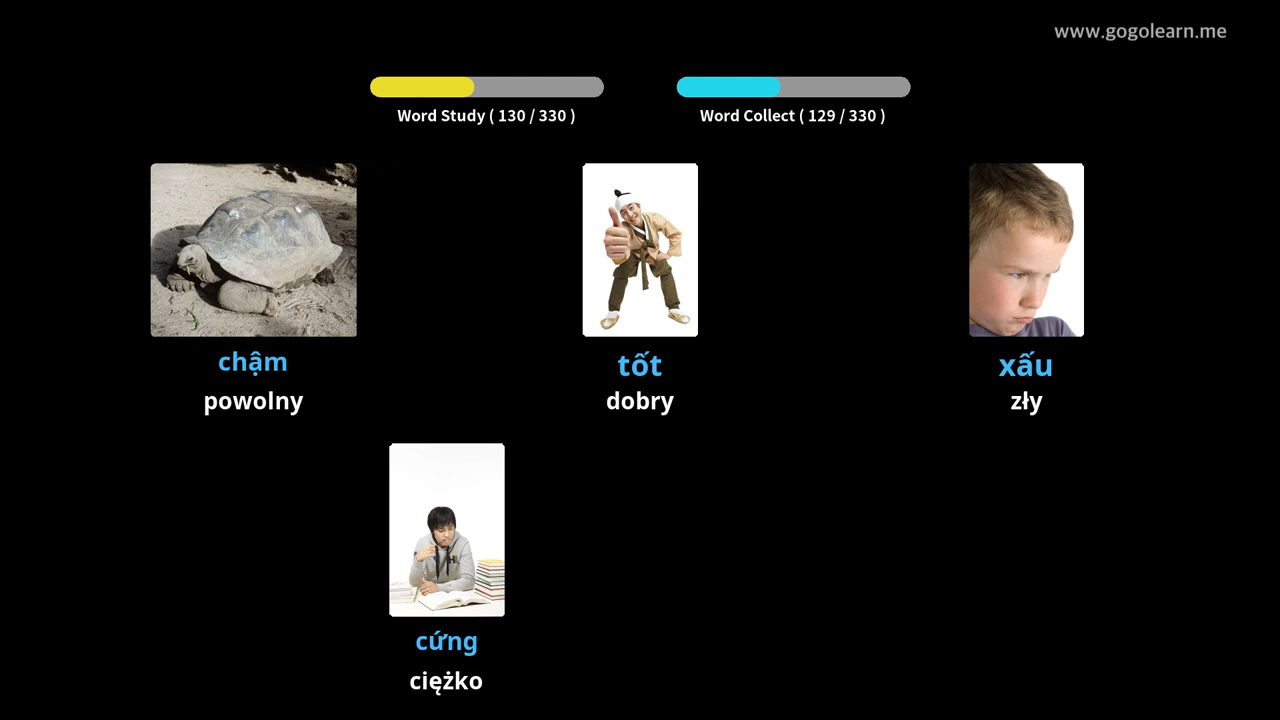 www.gogolearn.me
Word Study ( 130 / 330 )
Word Collect ( 129 / 330 )
chậm
powolny
tốt
dobry
xấu
zły
cứng
ciężko